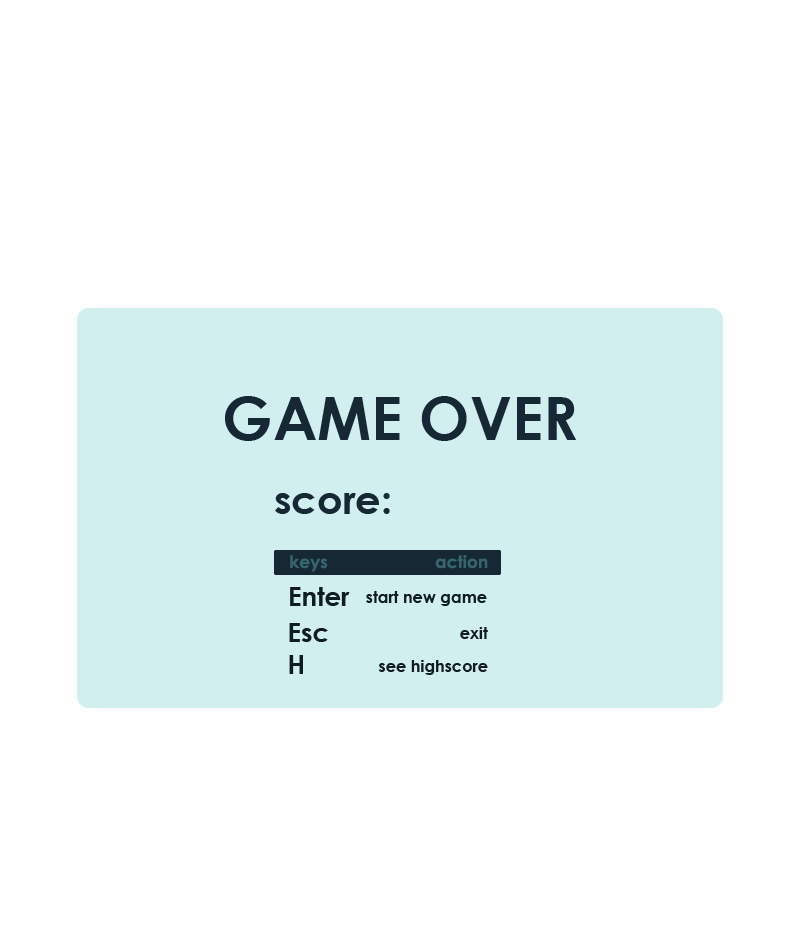 GAME OVER
score:
keys action
Enter start new game
Esc exit
H see highscore